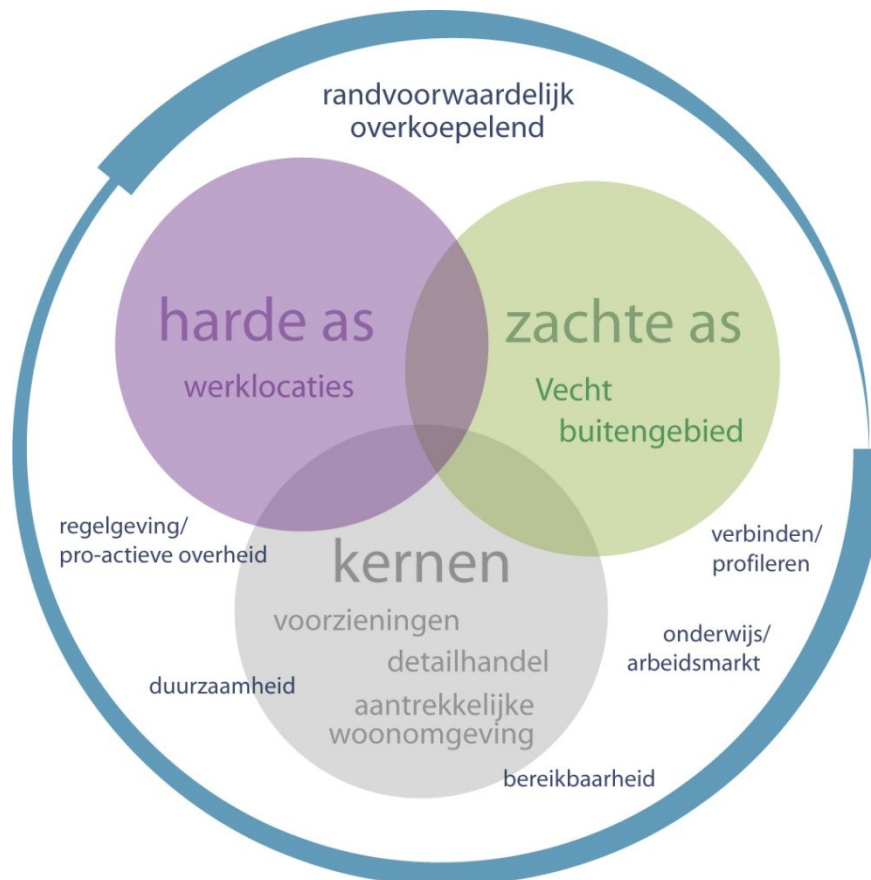 randvoorwaardelijk
overkoepelend
harde as
werklocaties
zachte as
Vecht
buitengebied
regelgeving/
pro-actieve overheid
kernen
voorzieningen
detailhandel
aantrekkelijke
woonomgeving
verbinden/
profileren
onderwijs/
arbeidsmarkt
duurzaamheid
bereikbaarheid